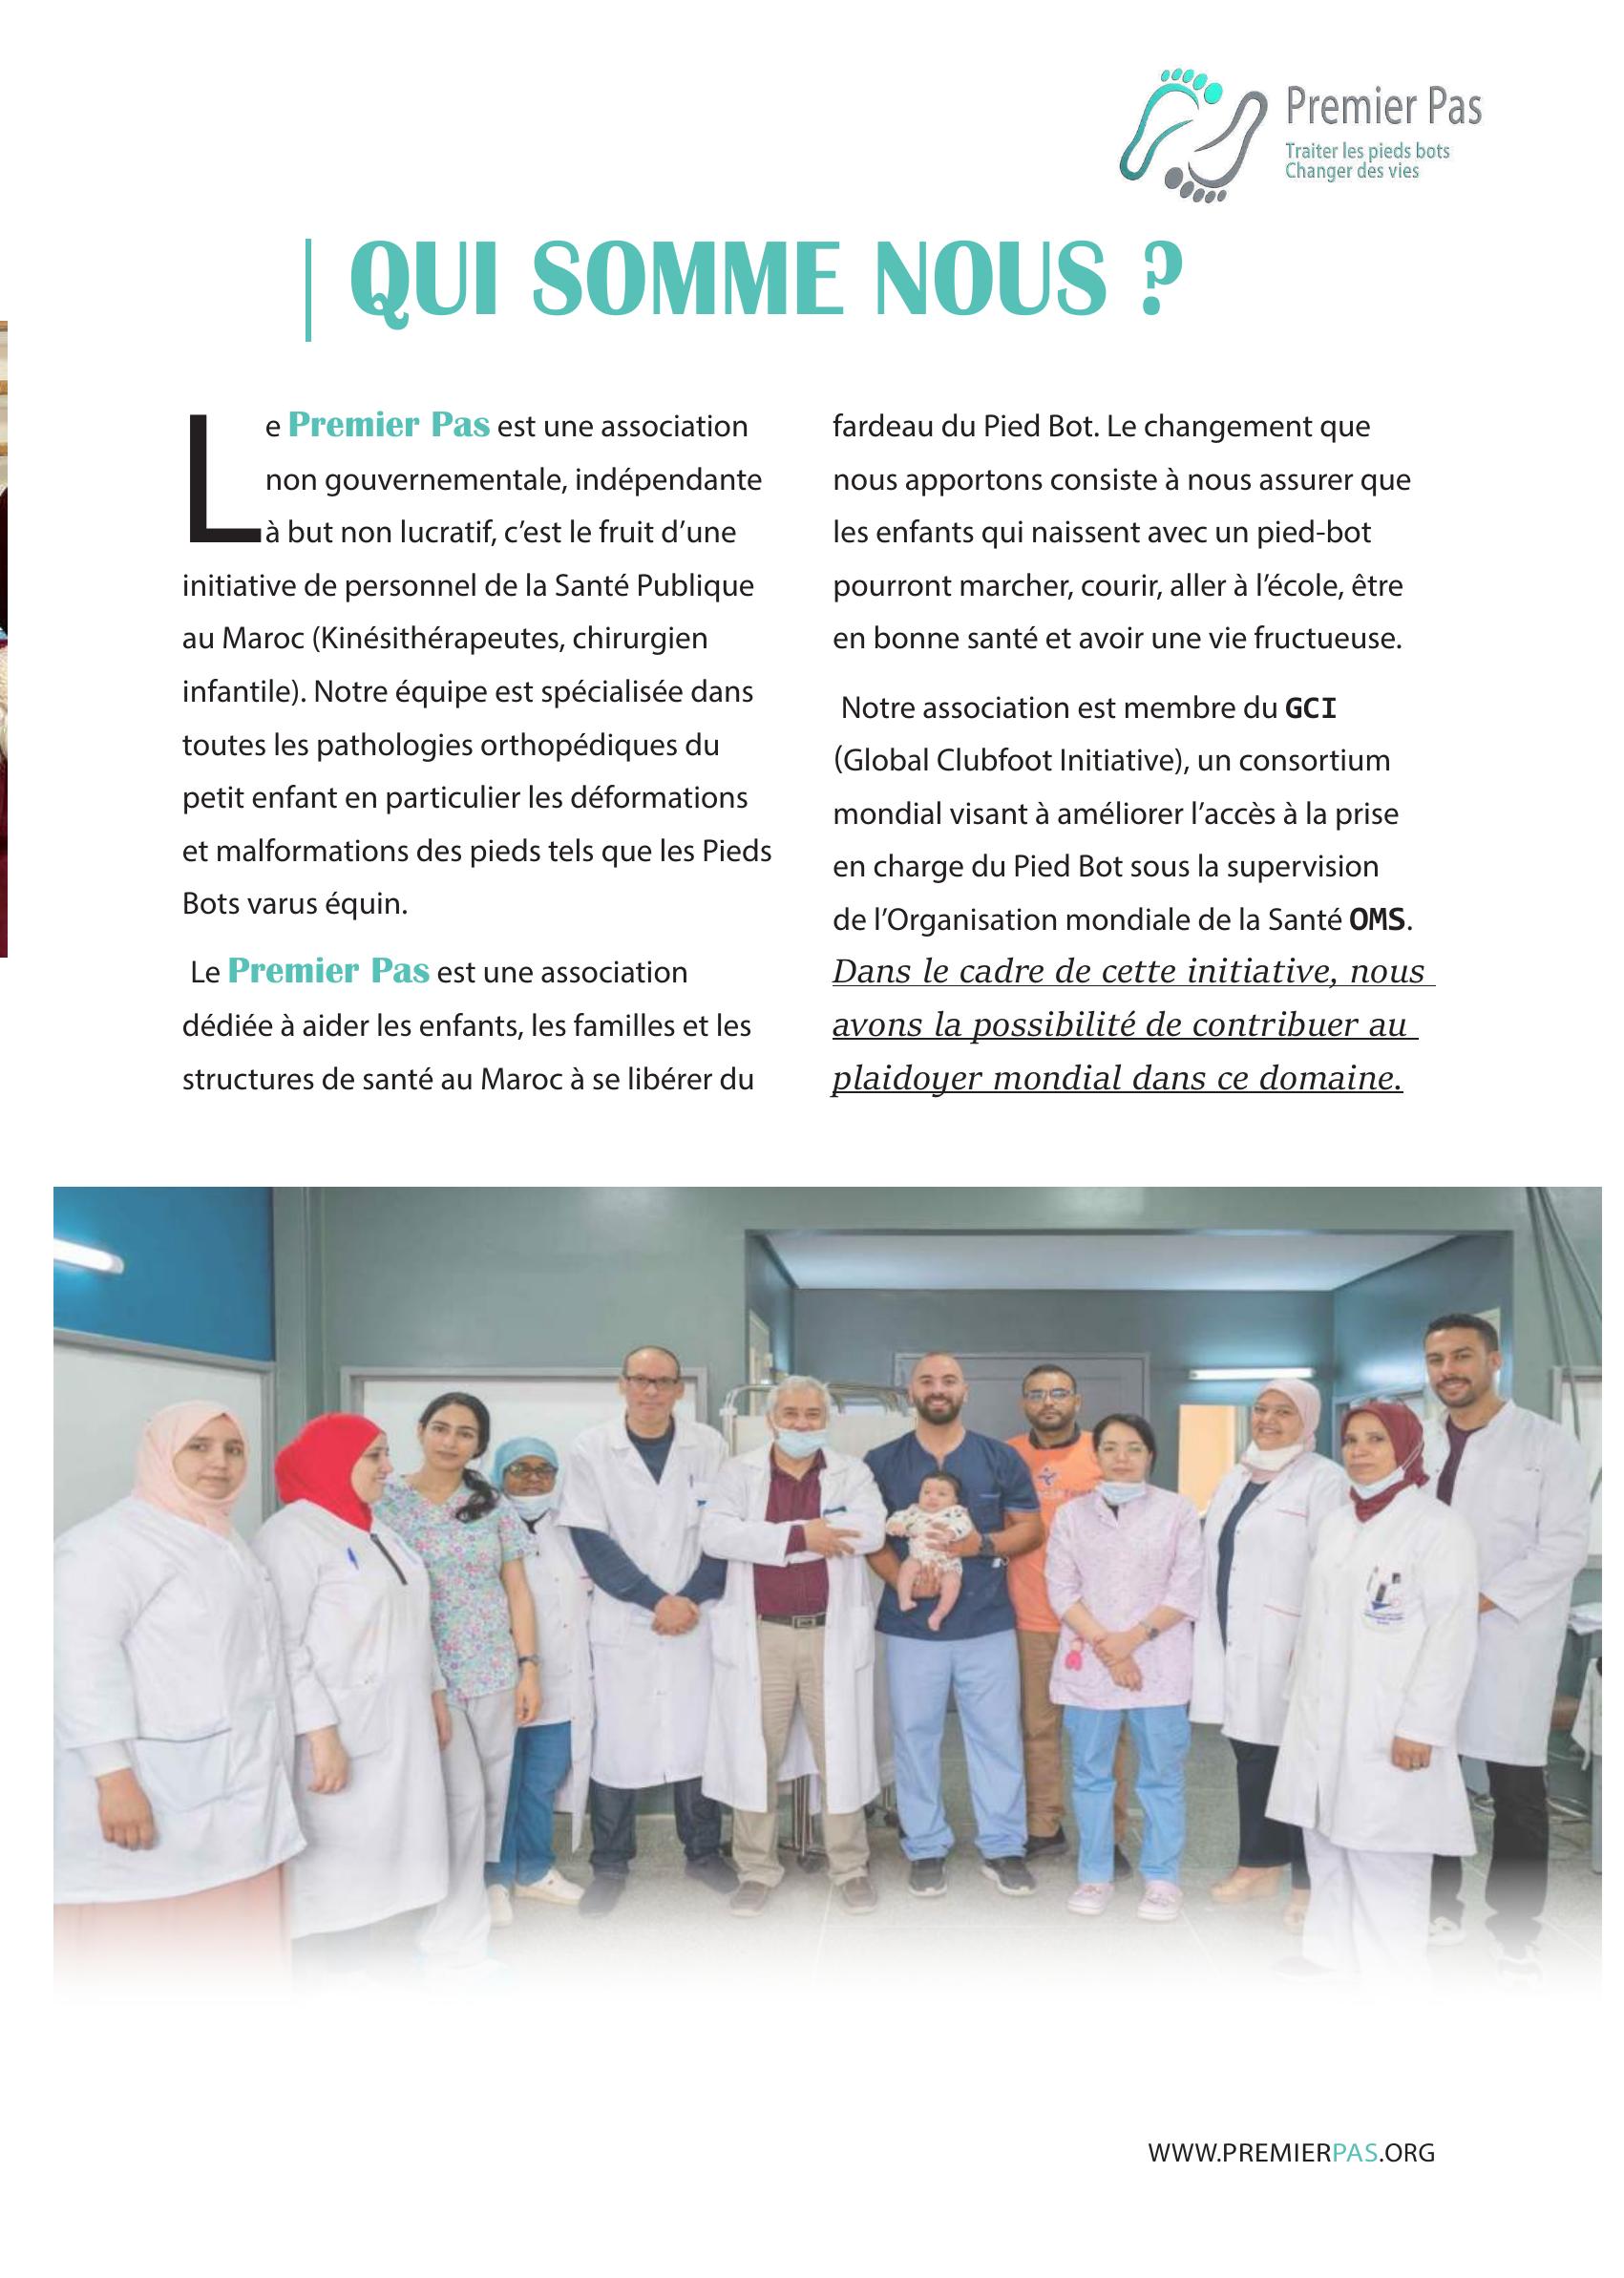 Premier Pas
Traiter les pieds bots
Changer des vies
QUI SOMME NOUS ?
Le Premier Pas est une association
non gouvernementale, indépendante
à but non lucratif, c’est le fruit d’une
initiative de personnel de la Santé Publique
au Maroc (Kinésithérapeutes, chirurgien
infantile). Notre équipe est spécialisée dans
toutes les pathologies orthopédiques du
petit enfant en particulier les déformations
et malformations des pieds tels que les Pieds
Bots varus équin.
Le Premier Pas est une association
dédiée à aider les enfants, les familles et les
structures de santé au Maroc à se libérer du
fardeau du Pied Bot. Le changement que
nous apportons consiste à nous assurer que
les enfants qui naissent avec un pied-bot
pourront marcher, courir, aller à l’école, être
en bonne santé et avoir une vie fructueuse.
Notre association est membre du GCI
(Global Clubfoot Initiative), un consortium
mondial visant à améliorer l’accès à la prise
en charge du Pied Bot sous la supervision
de l’Organisation mondiale de la Santé OMS.
Dans le cadre de cette initiative, nous
avons la possibilité de contribuer au
plaidoyer mondial dans ce domaine.
WWW.PREMIERPAS.ORG